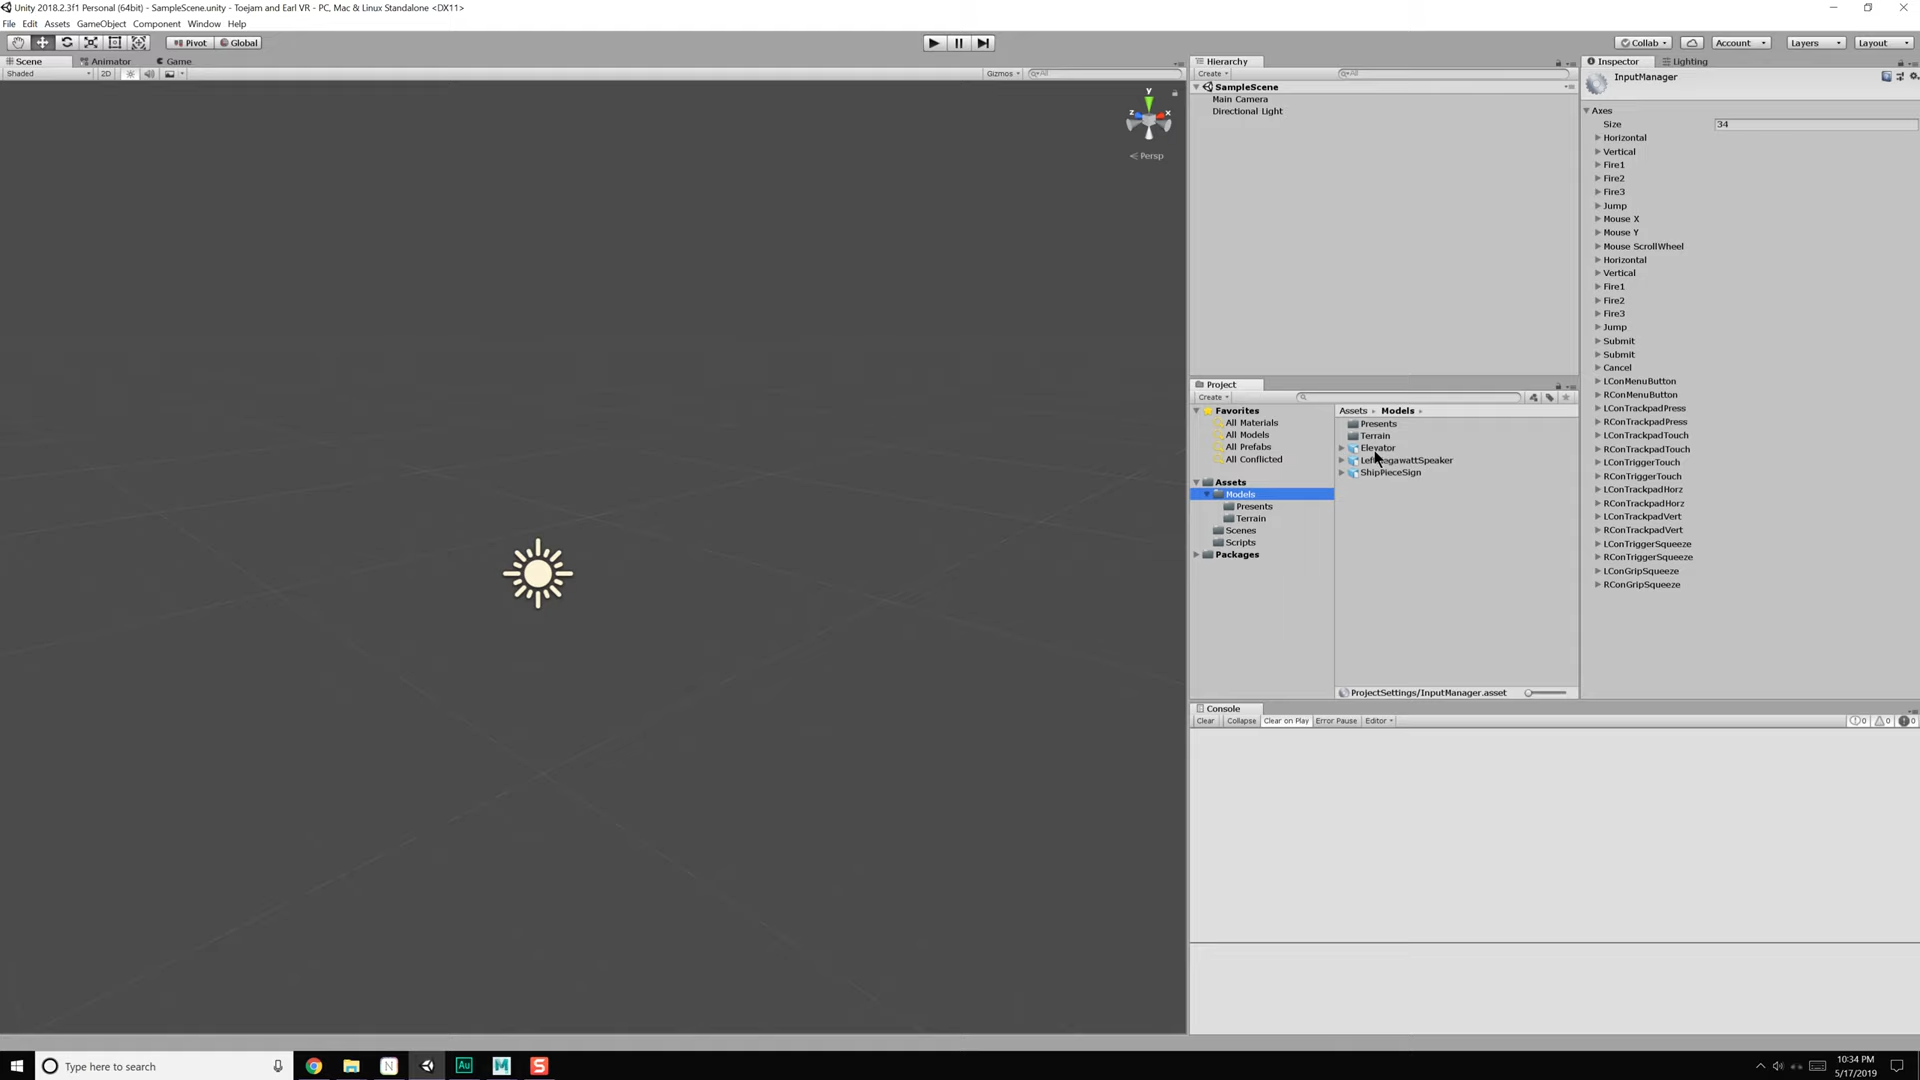 Unity 2018.2.3f1 Personal (64bit) - SampleScene.unity - Toejam and Earl VR - PC, Mac & Linux Standalone <DX11>
File Edit Assets GameObject Component Window Help
Pivot Global Collab Account Layers Layout
Scene Animator Game
Shaded 2D Gizmos All
y
z x
Persp
Hierarchy
Create All
SampleScene
Main Camera
Directional Light
Project
Create
Favorites
All Materials
All Models
All Prefabs
All Conflicted
Assets
Models
Presents
Terrain
Scenes
Scripts
Packages
Assets Models
Presents
Terrain
Elevator
ShipPieceSign
ProjectSettings/InputManager.asset
Console
Clear Collapse Clear on Play Error Pause Editor 0 0 0
Inspector Lighting
InputManager
Axes
Size 34
Horizontal
Vertical
Fire1
Fire2
Fire3
Jump
Mouse X
Mouse Y
Mouse ScrollWheel
Horizontal
Vertical
Fire1
Fire2
Fire3
Jump
Submit
Submit
Cancel
LConMenuButton
RConMenuButton
LConTrackpadPress
RConTrackpadPress
LConTrackpadTouch
RConTrackpadTouch
LConTriggerTouch
RConTriggerTouch
LConTrackpadHorz
RConTrackpadHorz
LConTrackpadVert
RConTrackpadVert
LConTriggerSqueeze
RConTriggerSqueeze
LConGripSqueeze
RConGripSqueeze
Type here to search
N Au M S
10:34 PM
5/17/2019